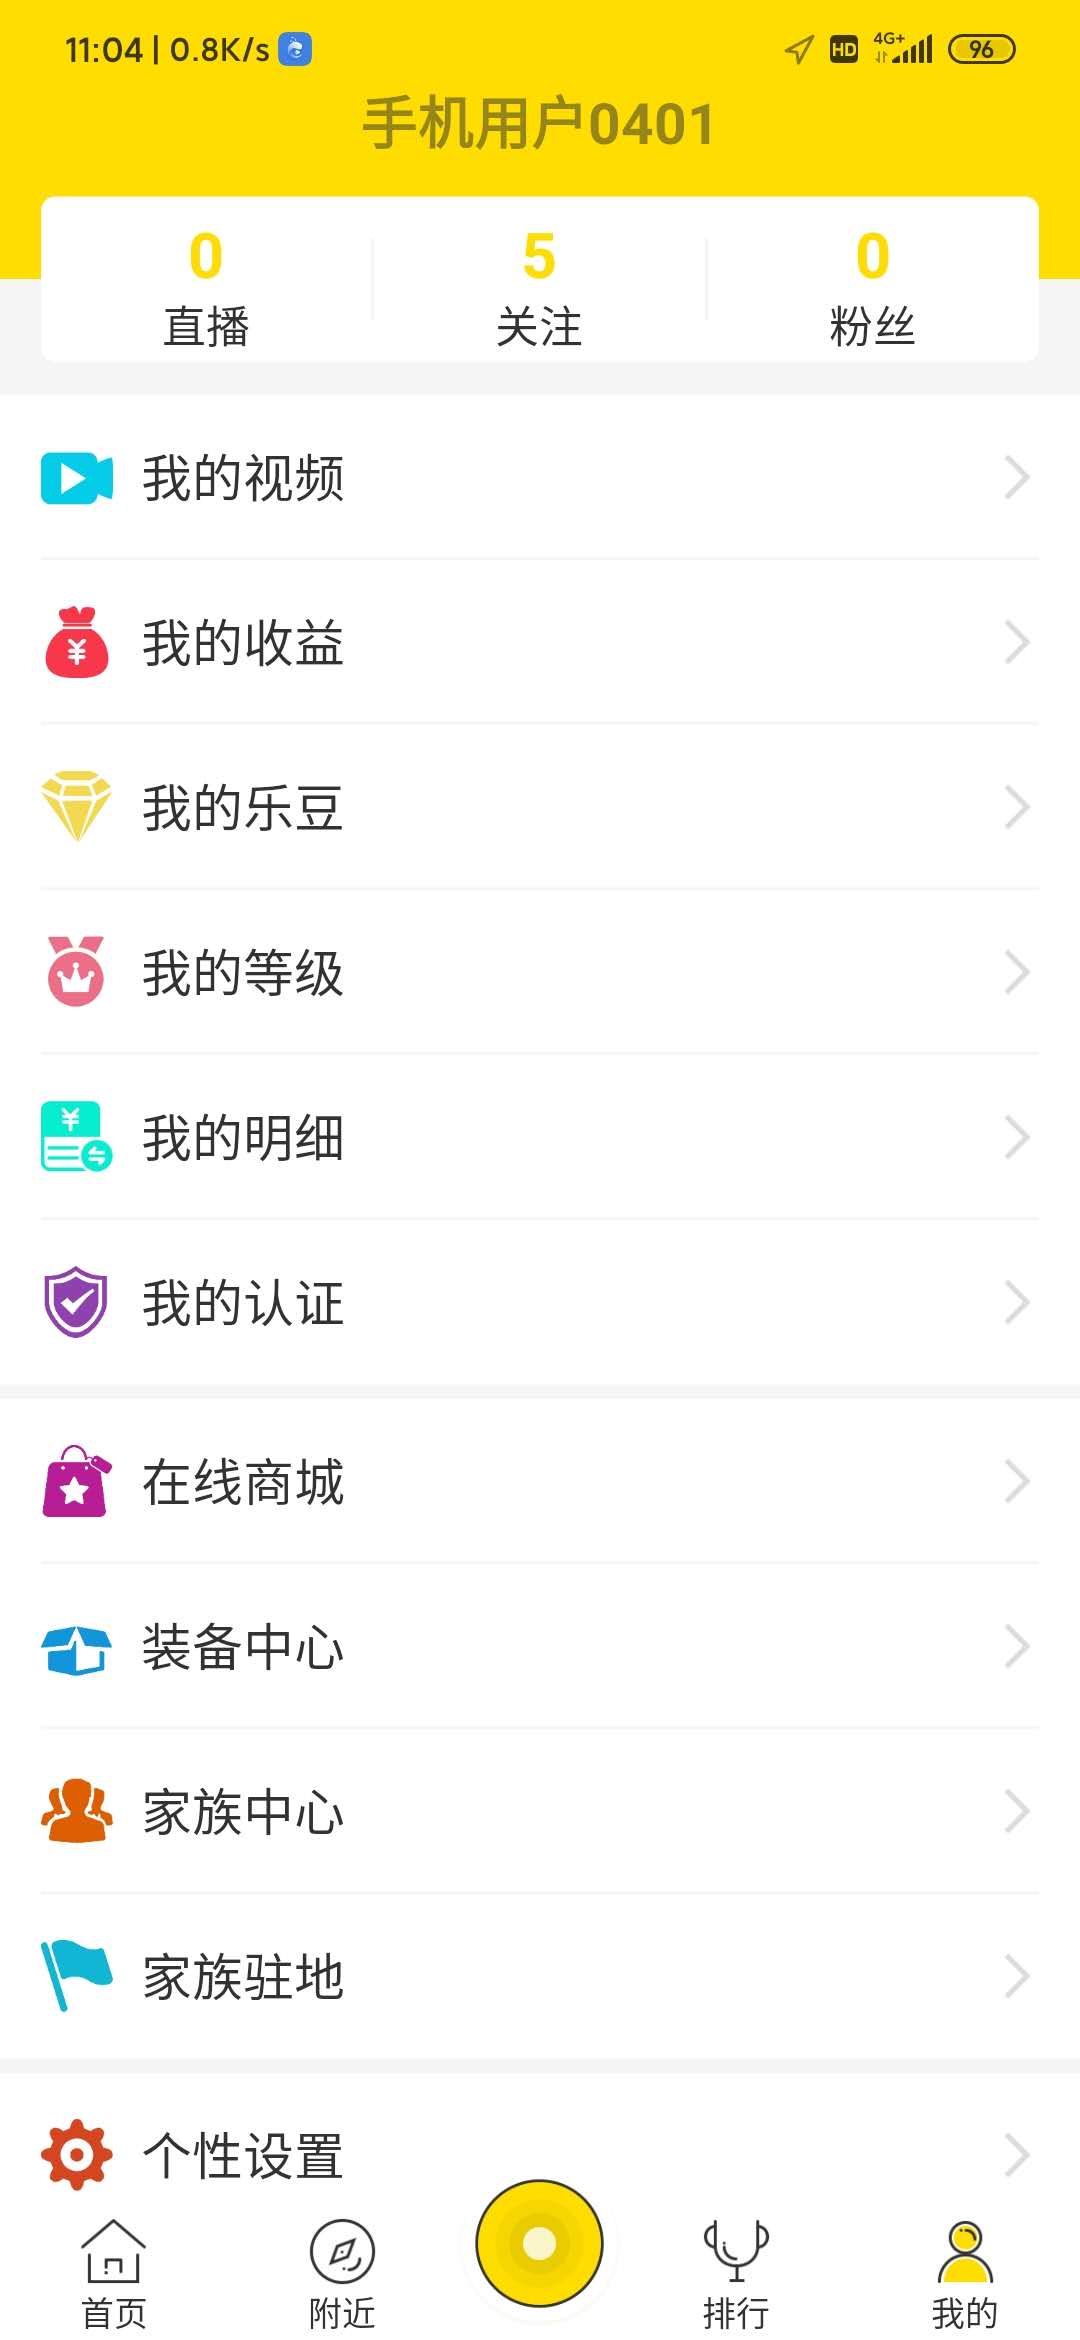 11:04 | 0.8K/s HD 4G+ 96
手机用户0401
0 5 0
直播 关注 粉丝
我的视频
我的收益
我的乐豆
我的等级
我的明细
我的认证
在线商城
装备中心
家族中心
家族驻地
个性设置
首页 附近 排行 我的